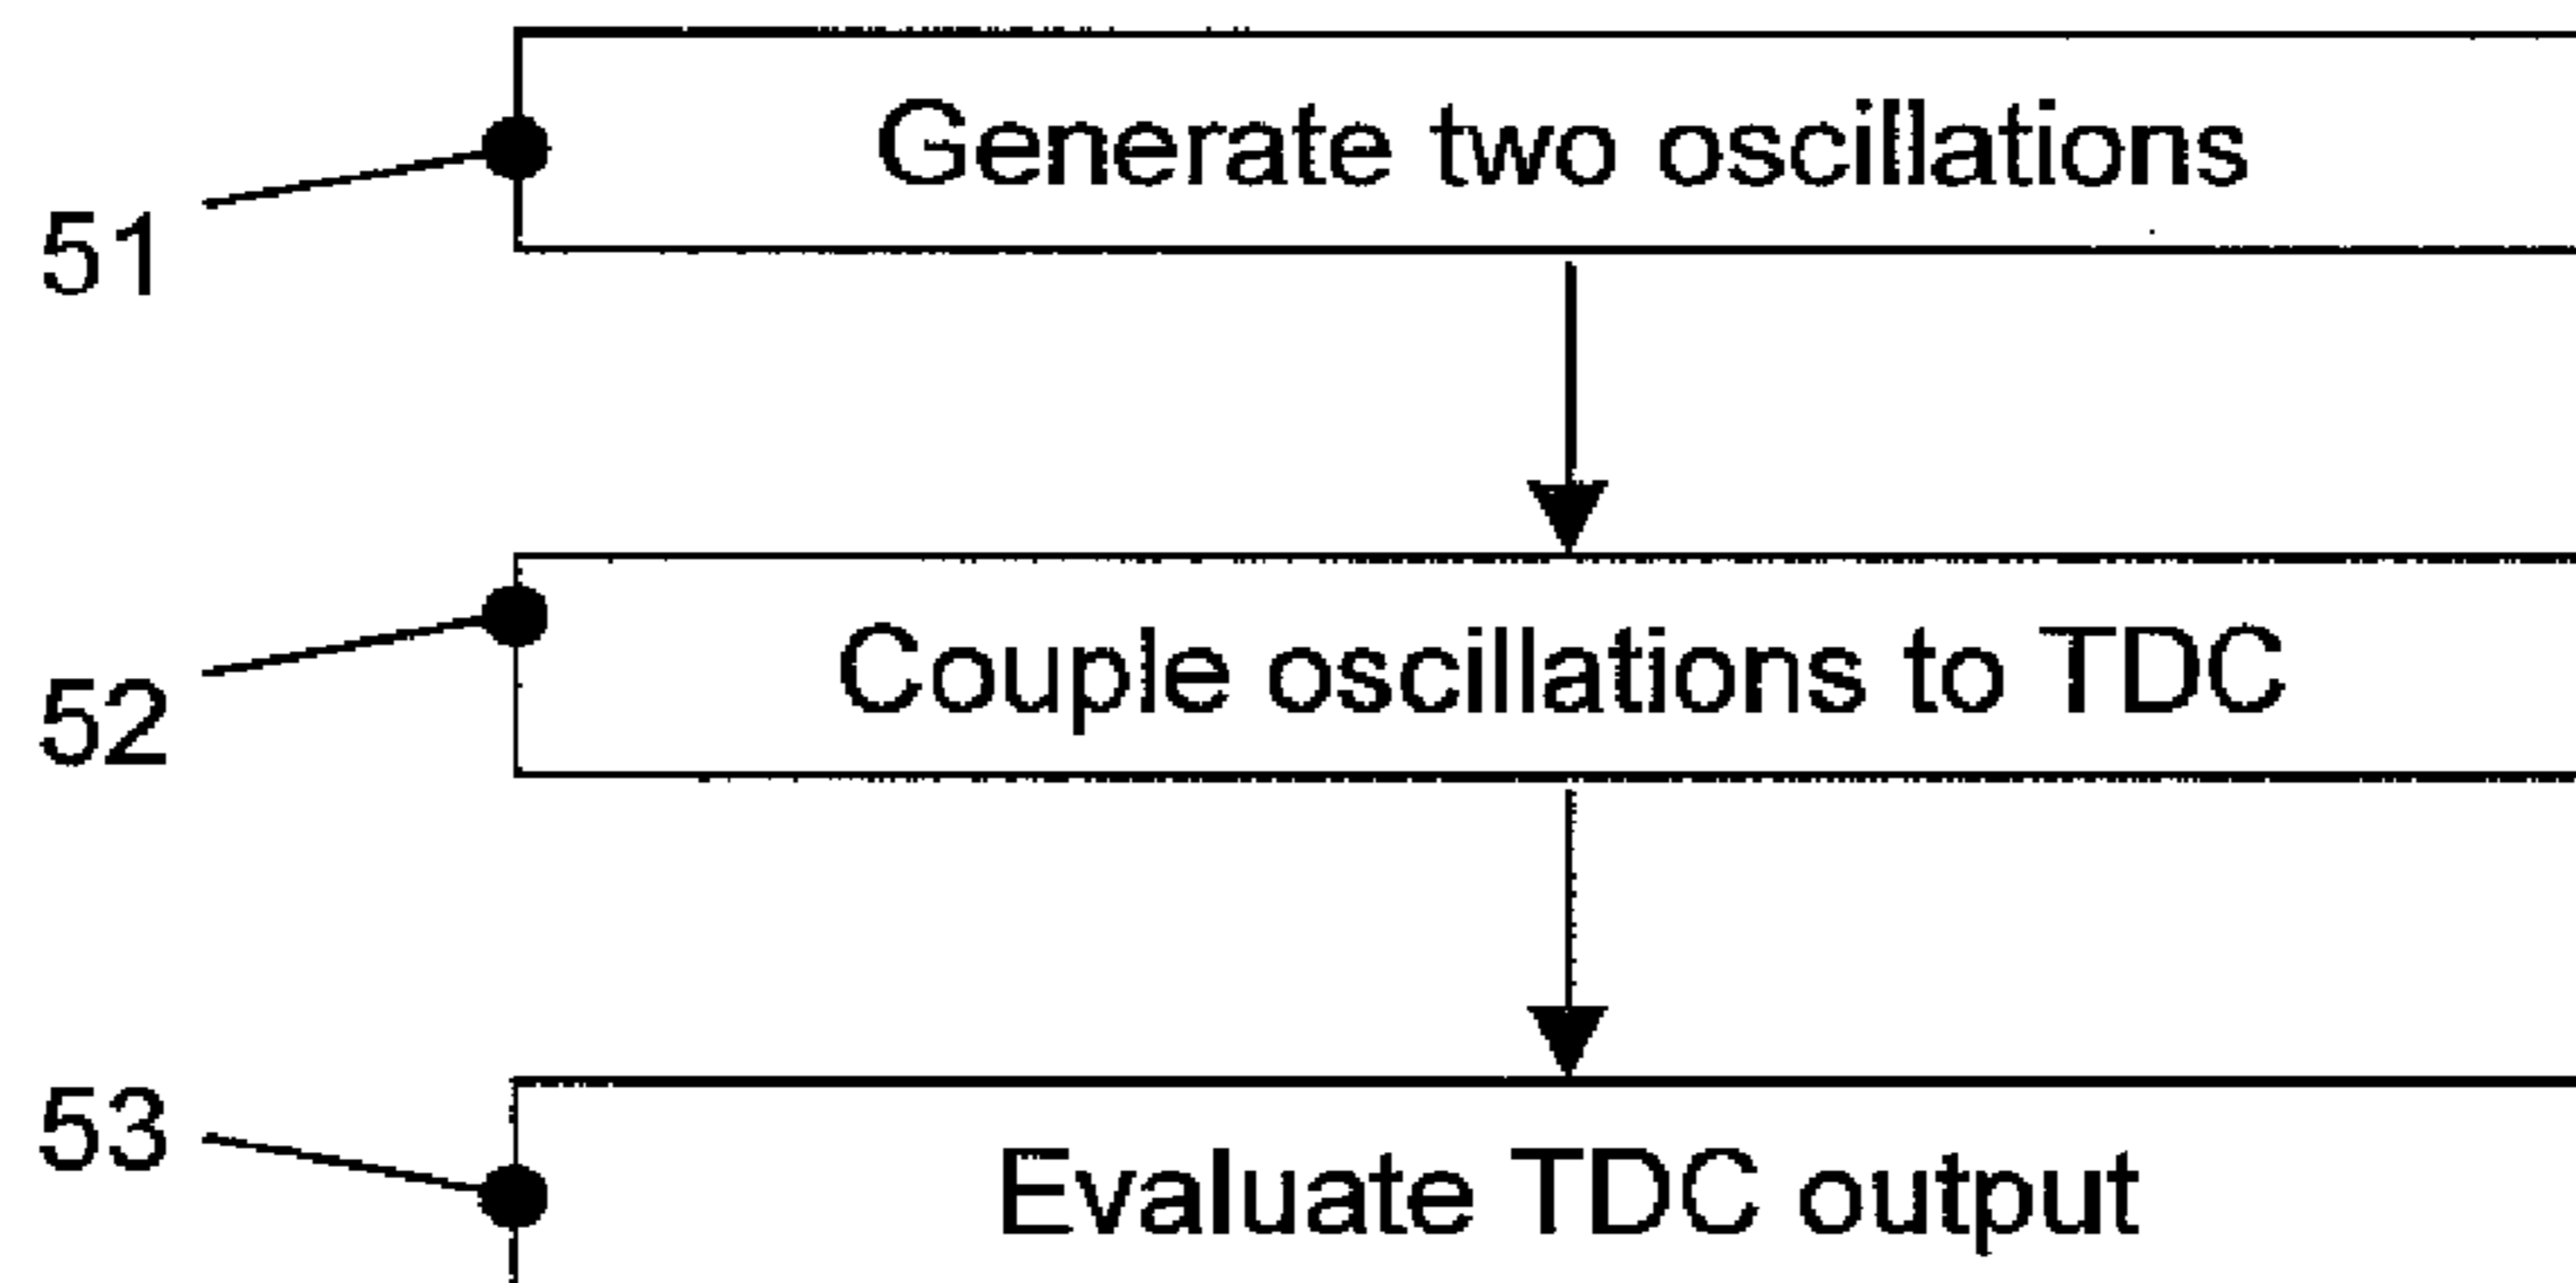 Generate two oscillations
51
Couple oscillations to TDC
52
53
Evaluate TDC output